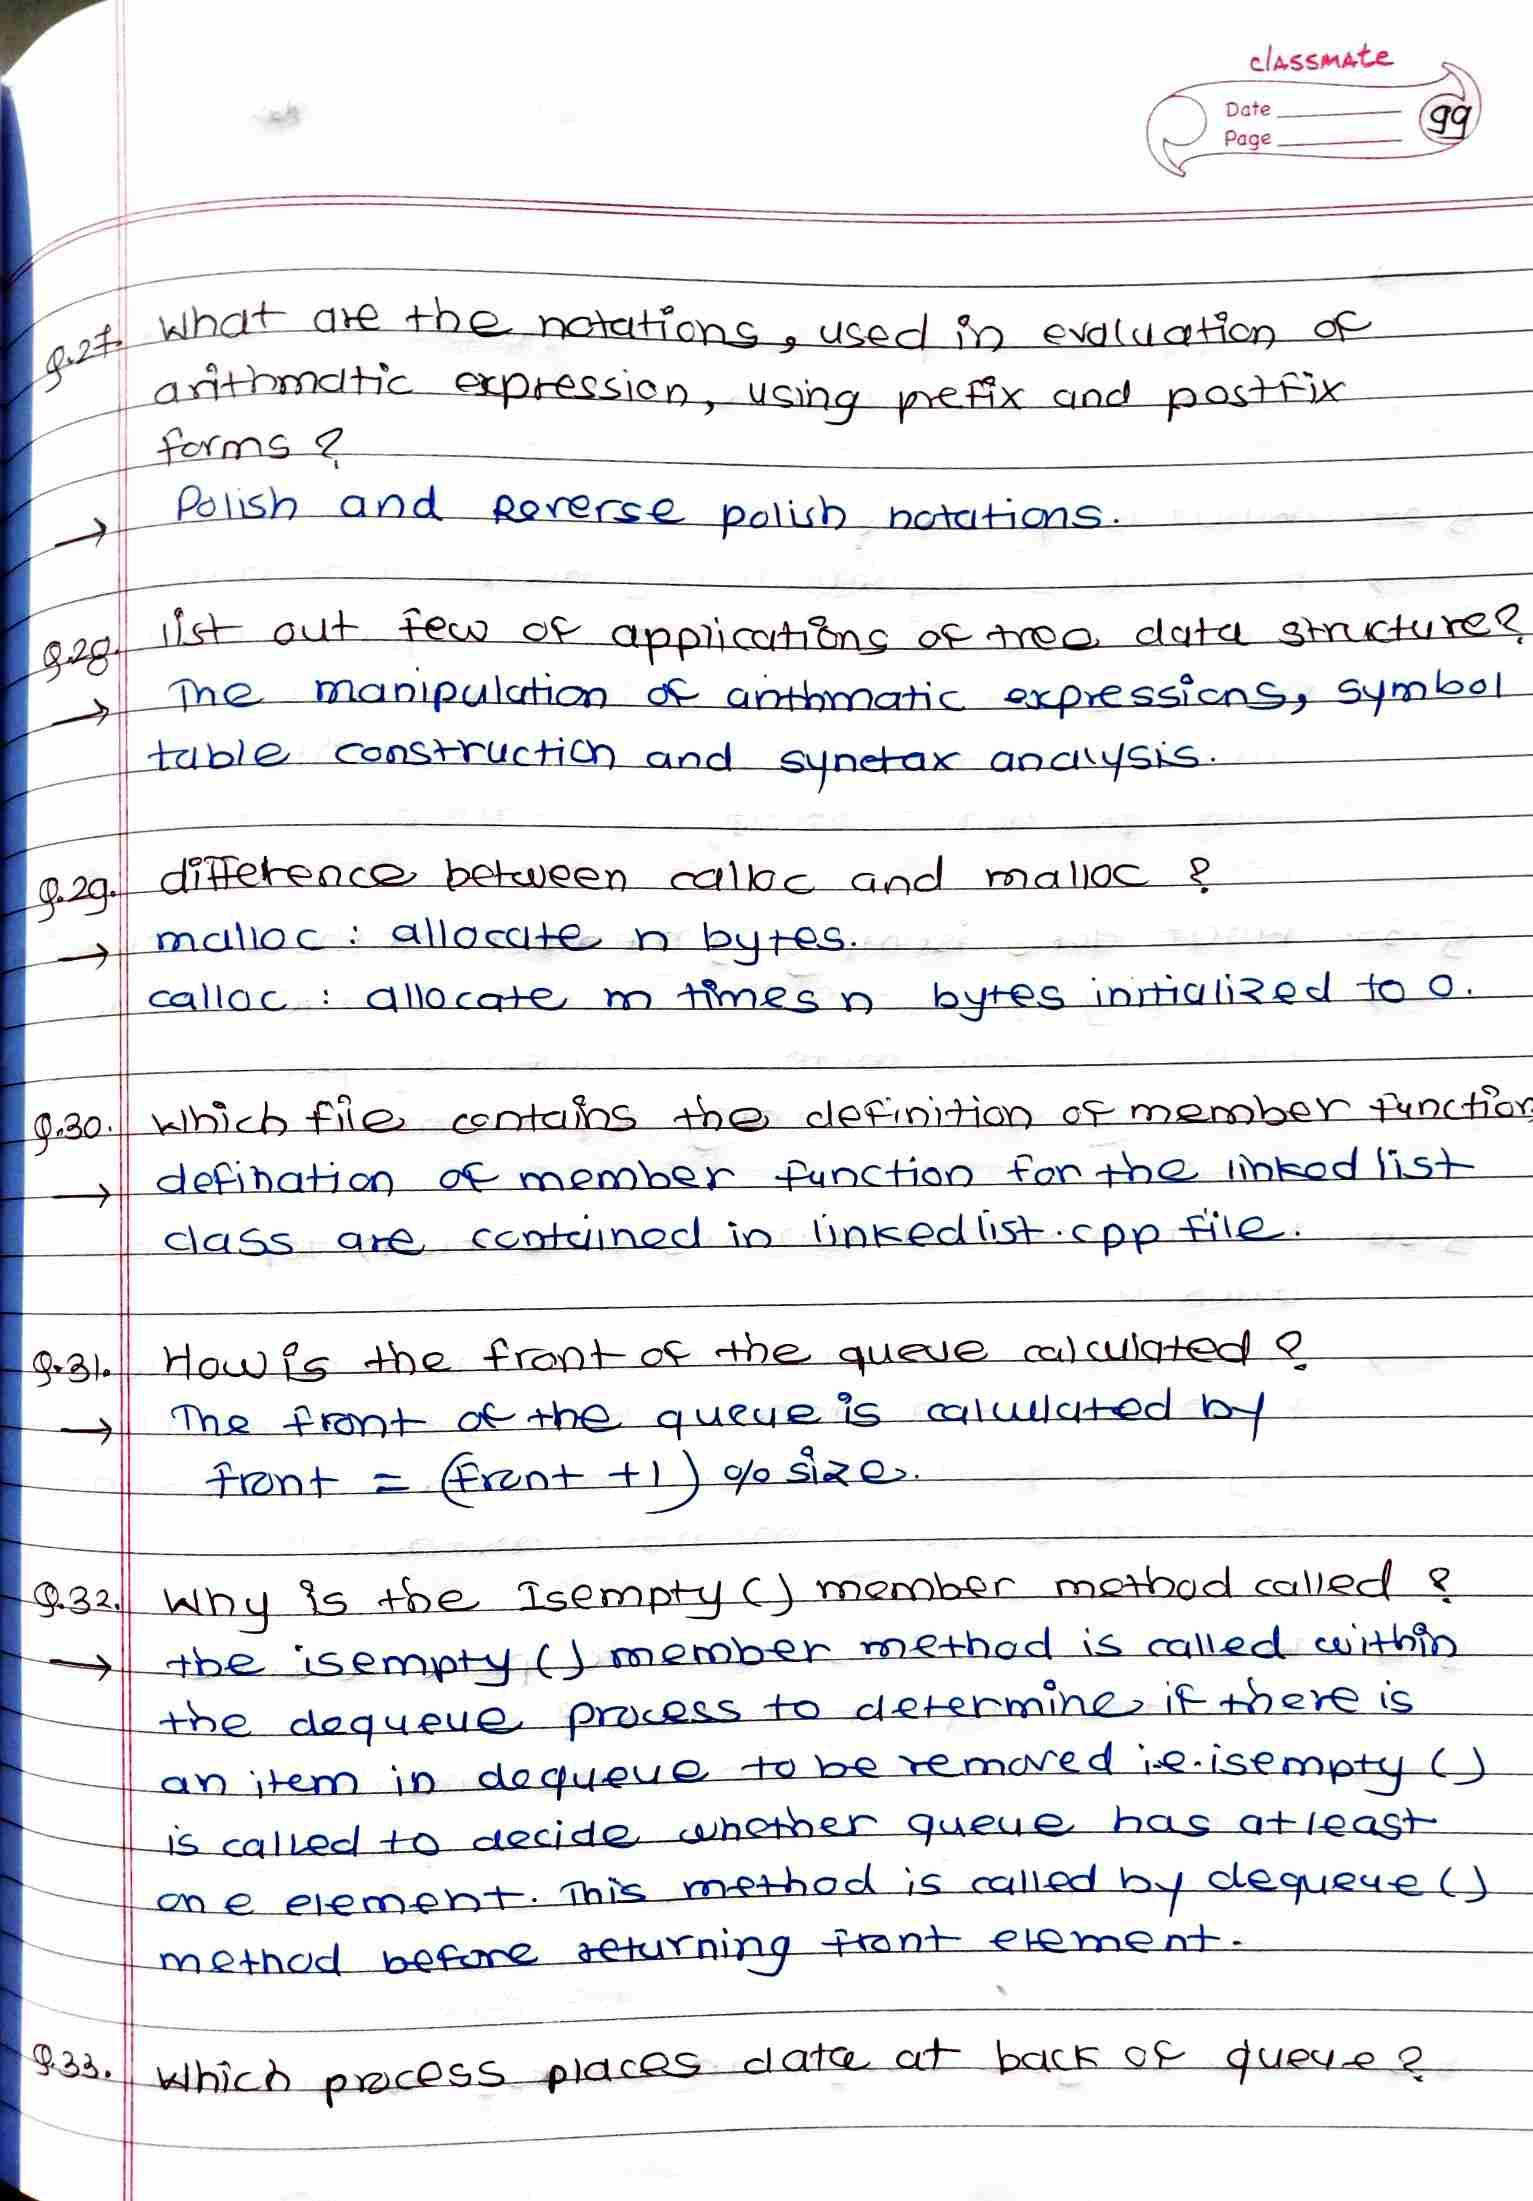 classmate
Date
Page
99
Q.27. What are the notations, used in evaluation of
arithmatic expression, using prefix and postfix
forms ?
→ Polish and Reverse polish notations.
Q.28. list out few of applications of tree data structure?
→ The manipulation of arithmatic expressions, symbol
table construction and synetax analysis.
Q.29. difference between calloc and malloc ?
→ malloc : allocate n bytes.
calloc : allocate m times n bytes initialized to 0.
Q.30. Which file contains the definition of member function
→ defination of member function for the linked list
class are contained in linkedlist.cpp file.
Q.31. How is the front of the queue calculated ?
→ The front of the queue is calculated by
front = (front +1) % size.
Q.32. Why is the Isempty() member method called ?
→ the isempty() member method is called within
the dequeue process to determine if there is
an item in dequeue to be removed i.e. isempty()
is called to decide whether queue has atleast
one element. This method is called by dequeue()
method before returning front element.
Q.33. Which process places data at back of queue ?